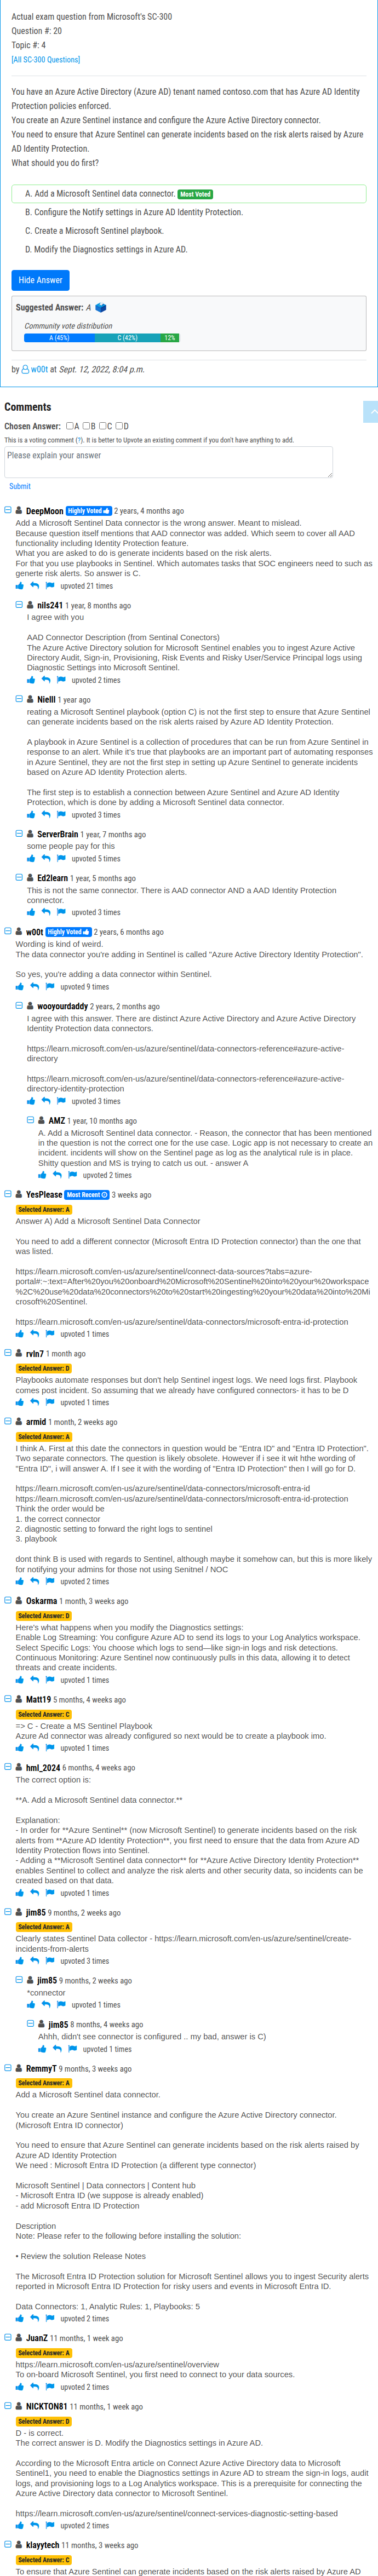 Actual exam question from Microsoft's SC-300
Question #: 20
Topic #: 4
[All SC-300 Questions]
You have an Azure Active Directory (Azure AD) tenant named contoso.com that has Azure AD Identity
Protection policies enforced.
You create an Azure Sentinel instance and configure the Azure Active Directory connector.
You need to ensure that Azure Sentinel can generate incidents based on the risk alerts raised by Azure
AD Identity Protection.
What should you do first?
A. Add a Microsoft Sentinel data connector. Most Voted
B. Configure the Notify settings in Azure AD Identity Protection.
C. Create a Microsoft Sentinel playbook.
D. Modify the Diagnostics settings in Azure AD.
Hide Answer
Suggested Answer: A
Community vote distribution
A (45%) C (42%) 12%
by w00t at Sept. 12, 2022, 8:04 p.m.
Comments
Chosen Answer: A B C D
This is a voting comment (?). It is better to Upvote an existing comment if you don't have anything to add.
Please explain your answer
Submit
DeepMoon Highly Voted 2 years, 4 months ago
Add a Microsoft Sentinel Data connector is the wrong answer. Meant to mislead.
Because question itself mentions that AAD connector was added. Which seem to cover all AAD
functionality including Identity Protection feature.
What you are asked to do is generate incidents based on the risk alerts.
For that you use playbooks in Sentinel. Which automates tasks that SOC engineers need to such as
generte risk alerts. So answer is C.
upvoted 21 times
nils241 1 year, 8 months ago
I agree with you
AAD Connector Description (from Sentinal Conectors)
The Azure Active Directory solution for Microsoft Sentinel enables you to ingest Azure Active
Directory Audit, Sign-in, Provisioning, Risk Events and Risky User/Service Principal logs using
Diagnostic Settings into Microsoft Sentinel.
upvoted 2 times
Nielll 1 year ago
reating a Microsoft Sentinel playbook (option C) is not the first step to ensure that Azure Sentinel
can generate incidents based on the risk alerts raised by Azure AD Identity Protection.
A playbook in Azure Sentinel is a collection of procedures that can be run from Azure Sentinel in
response to an alert. While it's true that playbooks are an important part of automating responses
in Azure Sentinel, they are not the first step in setting up Azure Sentinel to generate incidents
based on Azure AD Identity Protection alerts.
The first step is to establish a connection between Azure Sentinel and Azure AD Identity
Protection, which is done by adding a Microsoft Sentinel data connector.
upvoted 3 times
ServerBrain 1 year, 7 months ago
some people pay for this
upvoted 5 times
Ed2learn 1 year, 5 months ago
This is not the same connector. There is AAD connector AND a AAD Identity Protection
connector.
upvoted 3 times
w00t Highly Voted 2 years, 6 months ago
Wording is kind of weird.
The data connector you're adding in Sentinel is called "Azure Active Directory Identity Protection".
So yes, you're adding a data connector within Sentinel.
upvoted 9 times
wooyourdaddy 2 years, 2 months ago
I agree with this answer. There are distinct Azure Active Directory and Azure Active Directory
Identity Protection data connectors.
https://learn.microsoft.com/en-us/azure/sentinel/data-connectors-reference#azure-active-
directory
https://learn.microsoft.com/en-us/azure/sentinel/data-connectors-reference#azure-active-
directory-identity-protection
upvoted 3 times
AMZ 1 year, 10 months ago
A. Add a Microsoft Sentinel data connector. - Reason, the connector that has been mentioned
in the question is not the correct one for the use case. Logic app is not necessary to create an
incident. incidents will show on the Sentinel page as log as the analytical rule is in place.
Shitty question and MS is trying to catch us out. - answer A
upvoted 2 times
YesPlease Most Recent 3 weeks ago
Selected Answer: A
Answer A) Add a Microsoft Sentinel Data Connector
You need to add a different connector (Microsoft Entra ID Protection connector) than the one that
was listed.
https://learn.microsoft.com/en-us/azure/sentinel/connect-data-sources?tabs=azure-
portal#:~:text=After%20you%20onboard%20Microsoft%20Sentinel%20into%20your%20workspace
%2C%20use%20data%20connectors%20to%20start%20ingesting%20your%20data%20into%20Mi
crosoft%20Sentinel.
https://learn.microsoft.com/en-us/azure/sentinel/data-connectors/microsoft-entra-id-protection
upvoted 1 times
rvln7 1 month ago
Selected Answer: D
Playbooks automate responses but don't help Sentinel ingest logs. We need logs first. Playbook
comes post incident. So assuming that we already have configured connectors- it has to be D
upvoted 1 times
armid 1 month, 2 weeks ago
Selected Answer: A
I think A. First at this date the connectors in question would be "Entra ID" and "Entra ID Protection".
Two separate connectors. The question is likely obsolete. However if i see it wit hthe wording of
"Entra ID", i will answer A. If I see it with the wording of "Entra ID Protection" then I will go for D.
https://learn.microsoft.com/en-us/azure/sentinel/data-connectors/microsoft-entra-id
https://learn.microsoft.com/en-us/azure/sentinel/data-connectors/microsoft-entra-id-protection
Think the order would be
1. the correct connector
2. diagnostic setting to forward the right logs to sentinel
3. playbook
dont think B is used with regards to Sentinel, although maybe it somehow can, but this is more likely
for notifying your admins for those not using Senitnel / NOC
upvoted 2 times
Oskarma 1 month, 3 weeks ago
Selected Answer: D
Here's what happens when you modify the Diagnostics settings:
Enable Log Streaming: You configure Azure AD to send its logs to your Log Analytics workspace.
Select Specific Logs: You choose which logs to send—like sign-in logs and risk detections.
Continuous Monitoring: Azure Sentinel now continuously pulls in this data, allowing it to detect
threats and create incidents.
upvoted 1 times
Matt19 5 months, 4 weeks ago
Selected Answer: C
=> C - Create a MS Sentinel Playbook
Azure Ad connector was already configured so next would be to create a playbook imo.
upvoted 1 times
hml_2024 6 months, 4 weeks ago
The correct option is:
**A. Add a Microsoft Sentinel data connector.**
Explanation:
- In order for **Azure Sentinel** (now Microsoft Sentinel) to generate incidents based on the risk
alerts from **Azure AD Identity Protection**, you first need to ensure that the data from Azure AD
Identity Protection flows into Sentinel.
- Adding a **Microsoft Sentinel data connector** for **Azure Active Directory Identity Protection**
enables Sentinel to collect and analyze the risk alerts and other security data, so incidents can be
created based on that data.
upvoted 1 times
jim85 9 months, 2 weeks ago
Selected Answer: A
Clearly states Sentinel Data collector - https://learn.microsoft.com/en-us/azure/sentinel/create-
incidents-from-alerts
upvoted 3 times
jim85 9 months, 2 weeks ago
*connector
upvoted 1 times
jim85 8 months, 4 weeks ago
Ahhh, didn't see connector is configured .. my bad, answer is C)
upvoted 1 times
RemmyT 9 months, 3 weeks ago
Selected Answer: A
Add a Microsoft Sentinel data connector.
You create an Azure Sentinel instance and configure the Azure Active Directory connector.
(Microsoft Entra ID connector)
You need to ensure that Azure Sentinel can generate incidents based on the risk alerts raised by
Azure AD Identity Protection
We need : Microsoft Entra ID Protection (a different type connector)
Microsoft Sentinel | Data connectors | Content hub
- Microsoft Entra ID (we suppose is already enabled)
- add Microsoft Entra ID Protection
Description
Note: Please refer to the following before installing the solution:
• Review the solution Release Notes
The Microsoft Entra ID Protection solution for Microsoft Sentinel allows you to ingest Security alerts
reported in Microsoft Entra ID Protection for risky users and events in Microsoft Entra ID.
Data Connectors: 1, Analytic Rules: 1, Playbooks: 5
upvoted 2 times
JuanZ 11 months, 1 week ago
Selected Answer: A
https://learn.microsoft.com/en-us/azure/sentinel/overview
To on-board Microsoft Sentinel, you first need to connect to your data sources.
upvoted 2 times
NICKTON81 11 months, 1 week ago
Selected Answer: D
D - is correct.
The correct answer is D. Modify the Diagnostics settings in Azure AD.
According to the Microsoft Entra article on Connect Azure Active Directory data to Microsoft
Sentinel1, you need to enable the Diagnostics settings in Azure AD to stream the sign-in logs, audit
logs, and provisioning logs to a Log Analytics workspace. This is a prerequisite for connecting the
Azure Active Directory data connector to Microsoft Sentinel.
https://learn.microsoft.com/en-us/azure/sentinel/connect-services-diagnostic-setting-based
upvoted 2 times
klayytech 11 months, 3 weeks ago
Selected Answer: C
To ensure that Azure Sentinel can generate incidents based on the risk alerts raised by Azure AD